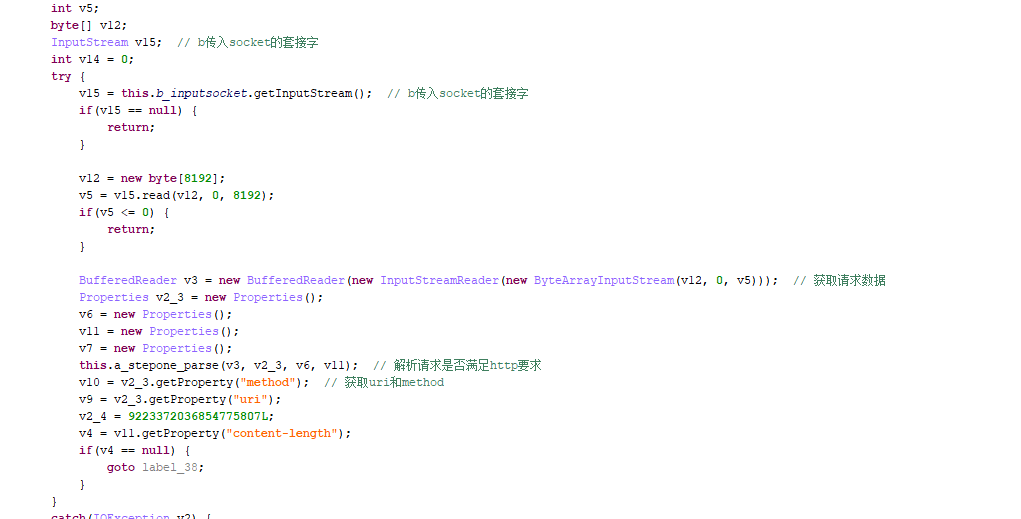 int v5;
byte[] v12;
InputStream v15;  // b传入socket的套接字
int v14 = 0;
try {
    v15 = this.b_inputsocket.getInputStream();  // b传入socket的套接字
    if(v15 == null) {
        return;
    }

    v12 = new byte[8192];
    v5 = v15.read(v12, 0, 8192);
    if(v5 <= 0) {
        return;
    }

    BufferedReader v3 = new BufferedReader(new InputStreamReader(new ByteArrayInputStream(v12, 0, v5)));  // 获取请求数据
    Properties v2_3 = new Properties();
    v6 = new Properties();
    v11 = new Properties();
    v7 = new Properties();
    this.a_stepone_parse(v3, v2_3, v6, v11);  // 解析请求是否满足http要求
    v10 = v2_3.getProperty("method");  // 获取uri和method
    v9 = v2_3.getProperty("uri");
    v2_4 = 9223372036854775807L;
    v4 = v11.getProperty("content-length");
    if(v4 == null) {
        goto label_38;
    }
}
catch(IOException v2) {